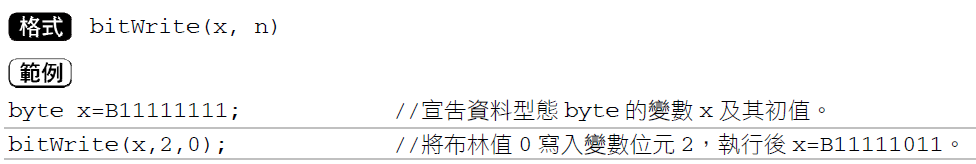 格式 bitWrite(x, n)
範例
byte x=B11111111; //宣告資料型態 byte 的變數 x 及其初值。
bitWrite(x,2,0); //將布林值 0 寫入變數位元 2，執行後 x=B11111011。